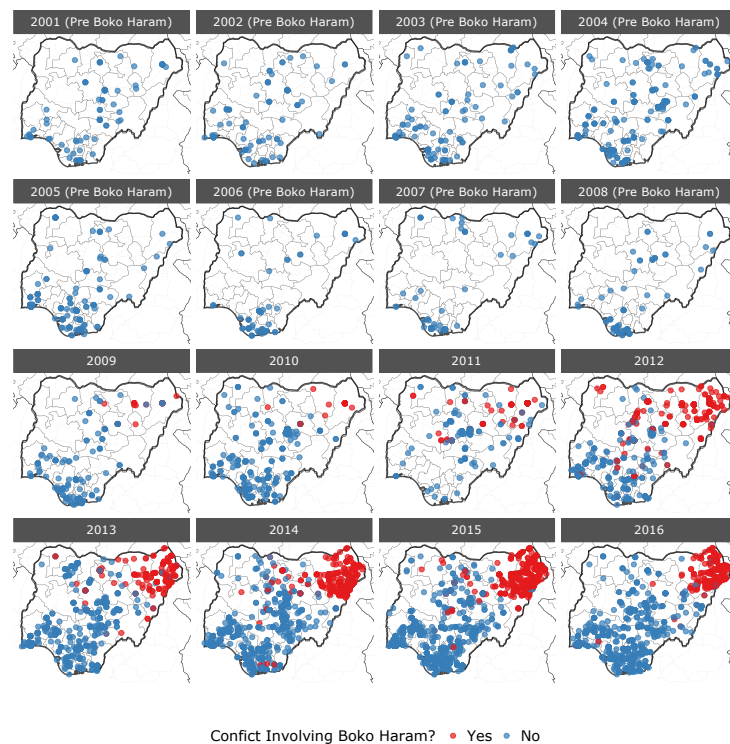 2001 (Pre Boko Haram) 2002 (Pre Boko Haram) 2003 (Pre Boko Haram) 2004 (Pre Boko Haram)
2005 (Pre Boko Haram) 2006 (Pre Boko Haram) 2007 (Pre Boko Haram) 2008 (Pre Boko Haram)
2009 2010 2011 2012
2013 2014 2015 2016
Confict Involving Boko Haram? Yes No